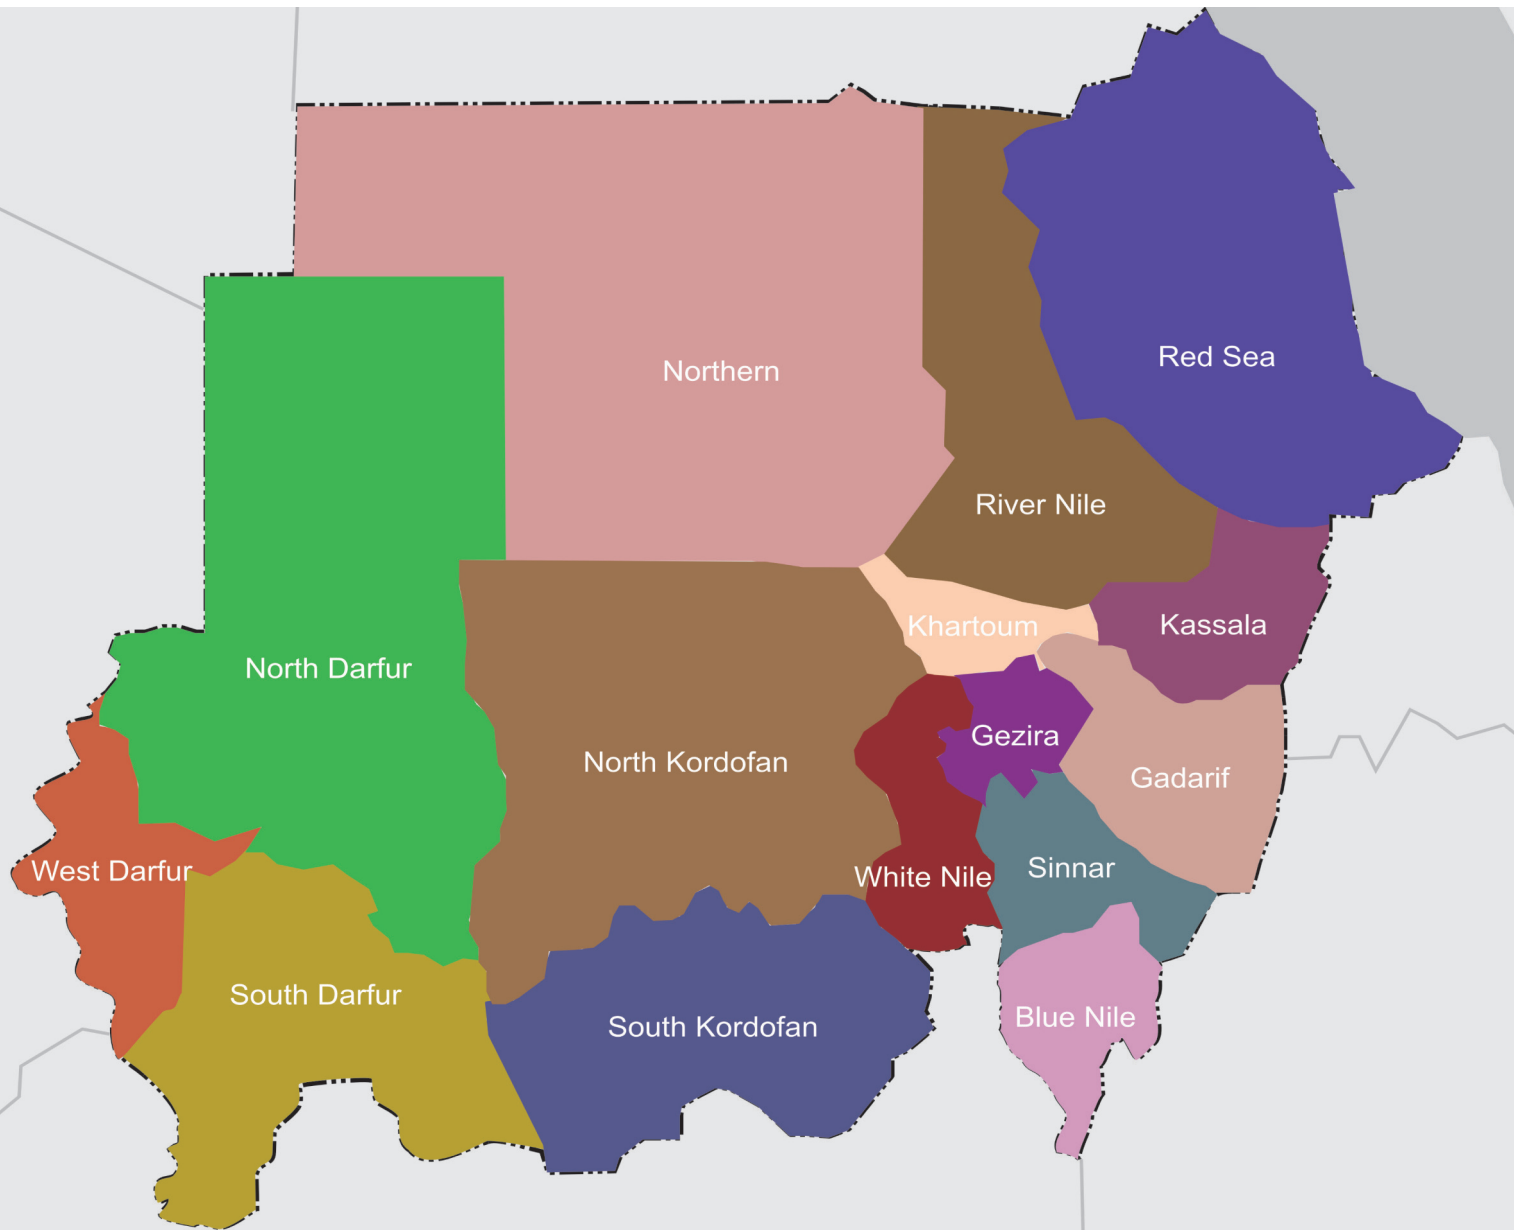 Red Sea
Northern
River Nile
Khartoum
Kassala
North Darfur
Gezira
North Kordofan
Gadarif
West Darfur
White Nile
Sinnar
South Darfur
South Kordofan
Blue Nile